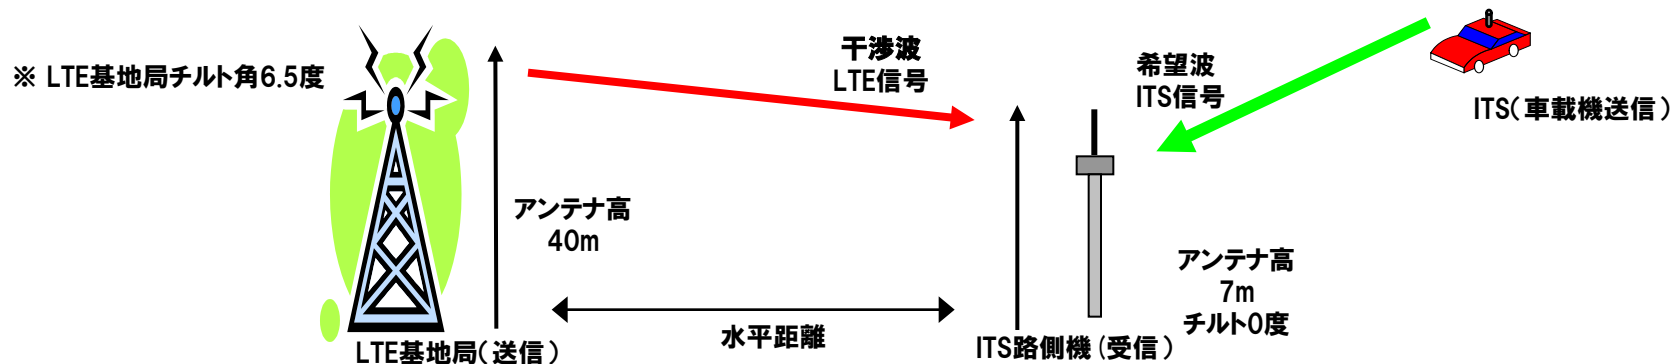 ※ LTE基地局チルト角6.5度
干渉波
LTE信号
希望波
ITS信号
ITS(車載機送信)
アンテナ高
40m
アンテナ高
7m
チルト0度
水平距離
LTE基地局(送信)
ITS路側機(受信)